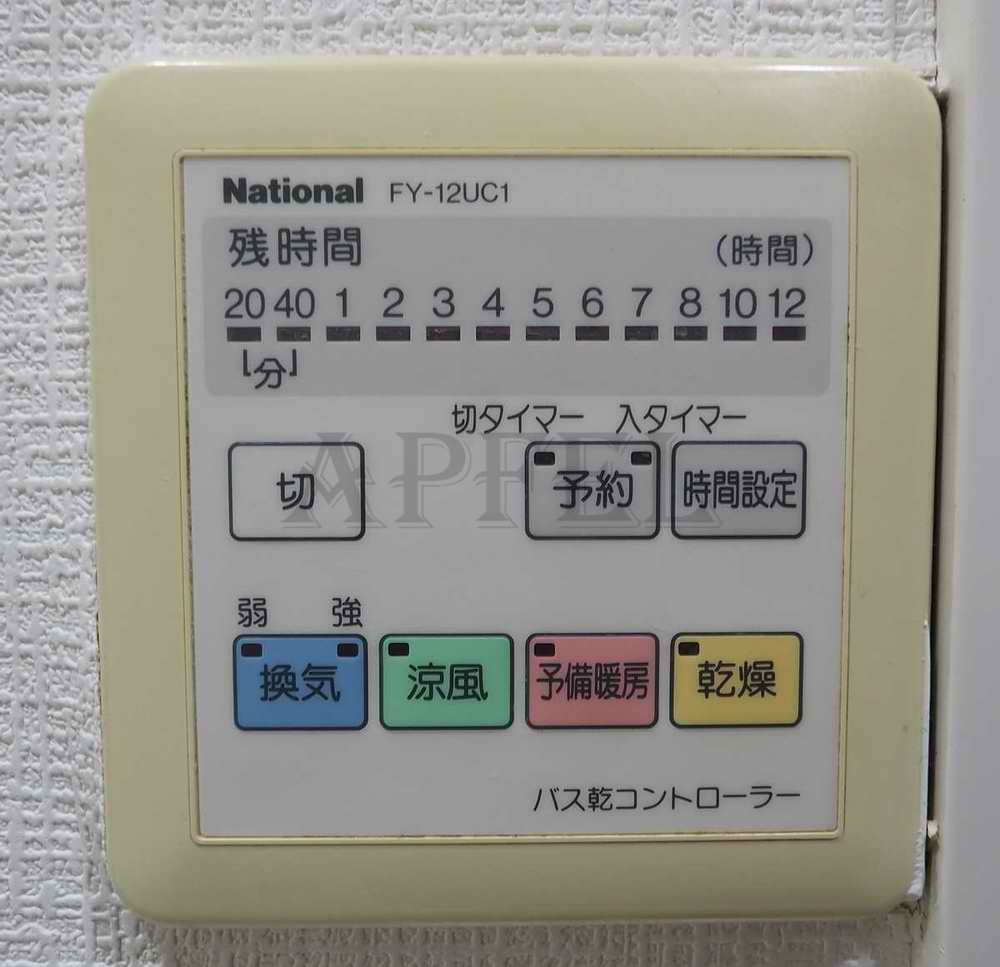 National FY-12UC1
残時間 (時間)
20 40 1 2 3 4 5 6 7 8 10 12
分
切タイマー 入タイマー
切 予約 時間設定
APFEL
弱 強
換気 涼風 予備暖房 乾燥
バス乾コントローラー